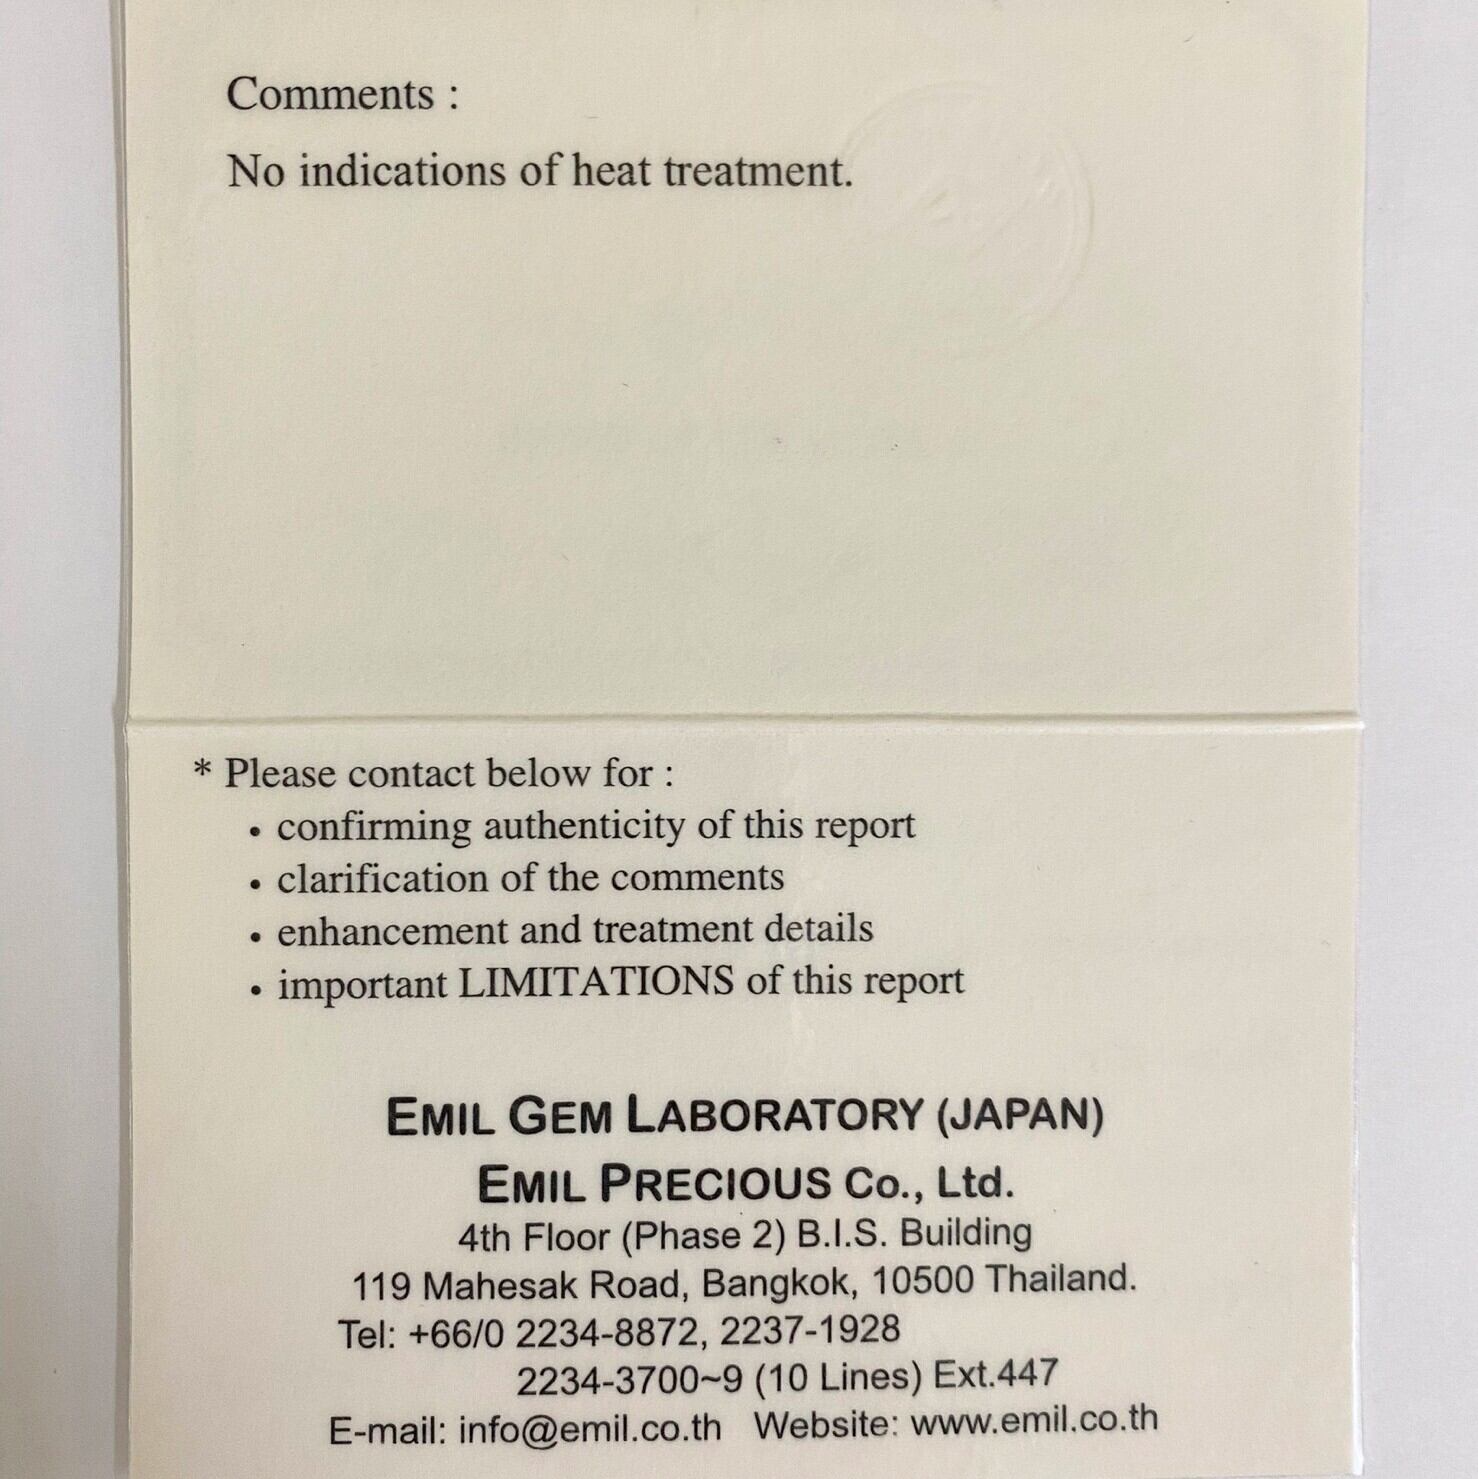 Comments :
No indications of heat treatment.
* Please contact below for :
• confirming authenticity of this report
• clarification of the comments
• enhancement and treatment details
• important LIMITATIONS of this report
EMIL GEM LABORATORY (JAPAN)
EMIL PRECIOUS Co., Ltd.
4th Floor (Phase 2) B.I.S. Building
119 Mahesak Road, Bangkok, 10500 Thailand.
Tel: +66/0 2234-8872, 2237-1928
2234-3700~9 (10 Lines) Ext.447
E-mail: info@emil.co.th Website: www.emil.co.th